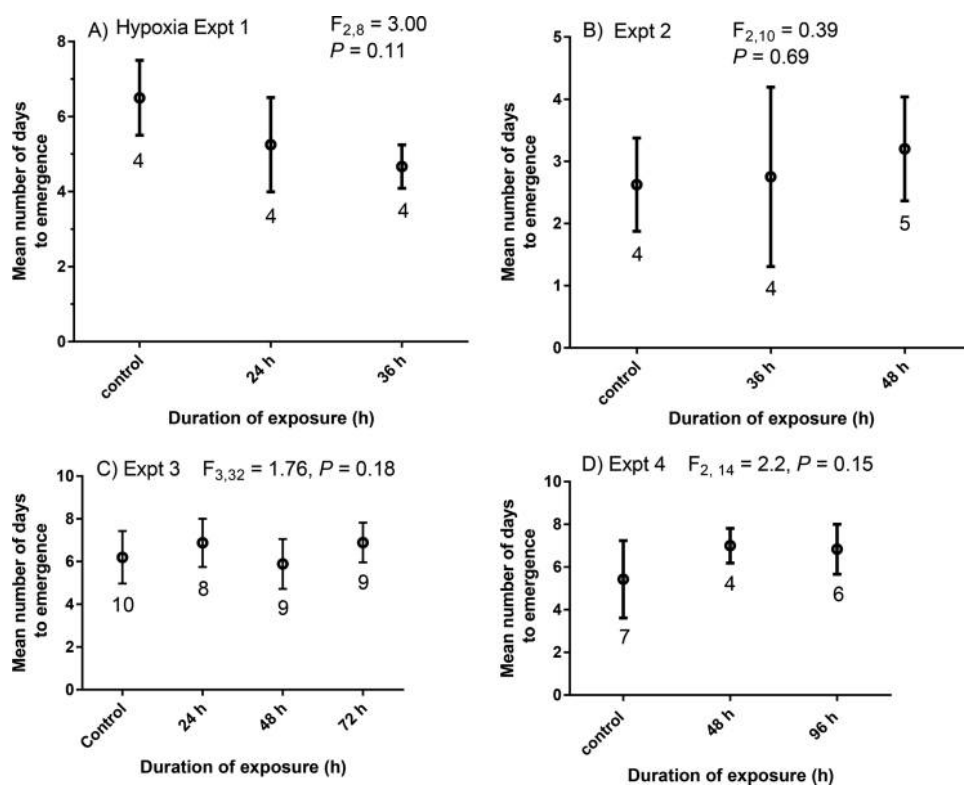 A) Hypoxia Expt 1
F2,8 = 3.00
P = 0.11
Mean number of days
to emergence
8
6
4
2
0
4
4
4
control
24 h
36 h
Duration of exposure (h)
B) Expt 2
F2,10 = 0.39
P = 0.69
Mean number of days
to emergence
5
4
3
2
1
0
4
4
5
control
36 h
48 h
Duration of exposure (h)
C) Expt 3 F3,32 = 1.76, P = 0.18
Mean number of days
to emergence
10
8
6
4
2
0
10
8
9
9
Control
24 h
48 h
72 h
Duration of exposure (h)
D) Expt 4 F2, 14 = 2.2, P = 0.15
Mean number of days
to emergence
10
8
6
4
2
0
7
4
6
control
48 h
96 h
Duration of exposure (h)